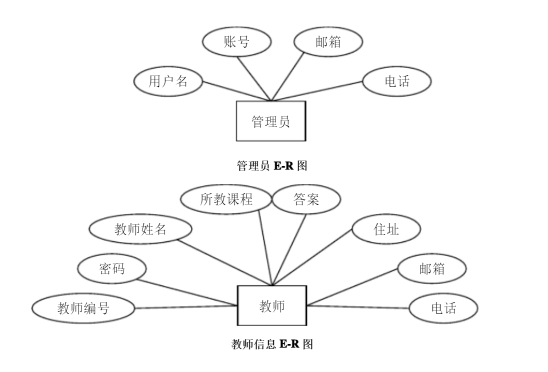 账号
邮箱
用户名
电话
管理员
管理员 E-R 图
所教课程
答案
教师姓名
住址
密码
邮箱
教师编号
教师
电话
教师信息 E-R 图